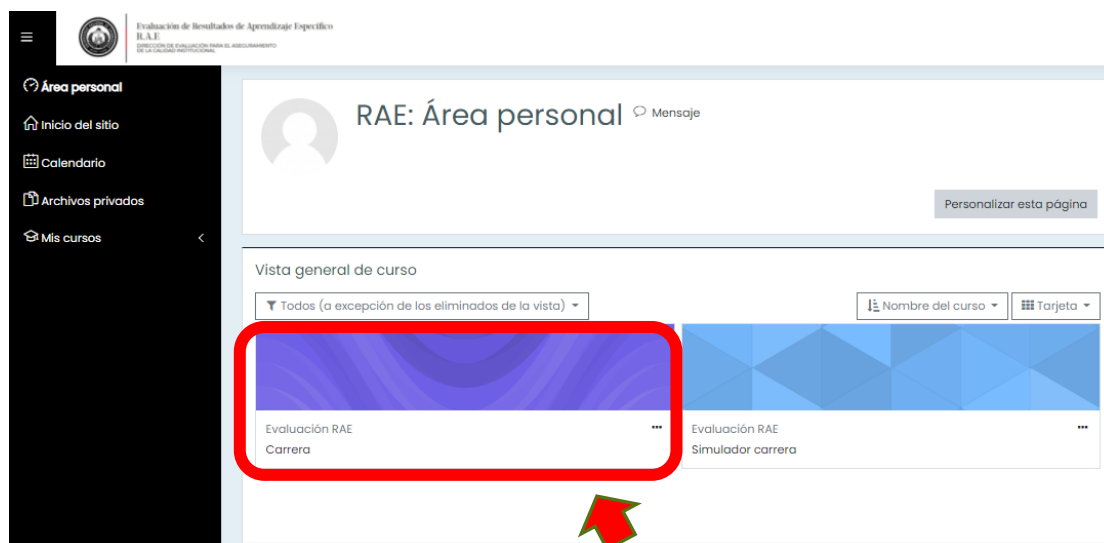 Evaluación de Resultados de Aprendizaje Específico
R.A.E
DIRECCIÓN DE EVALUACIÓN PARA EL ASEGURAMIENTO
DE LA CALIDAD INSTITUCIONAL
Área personal
Inicio del sitio
Calendario
Archivos privados
Mis cursos
RAE: Área personal
Mensaje
Personalizar esta página
Vista general de curso
Todos (a excepción de los eliminados de la vista)
Nombre del curso
Tarjeta
Evaluación RAE
Carrera
Evaluación RAE
Simulador carrera